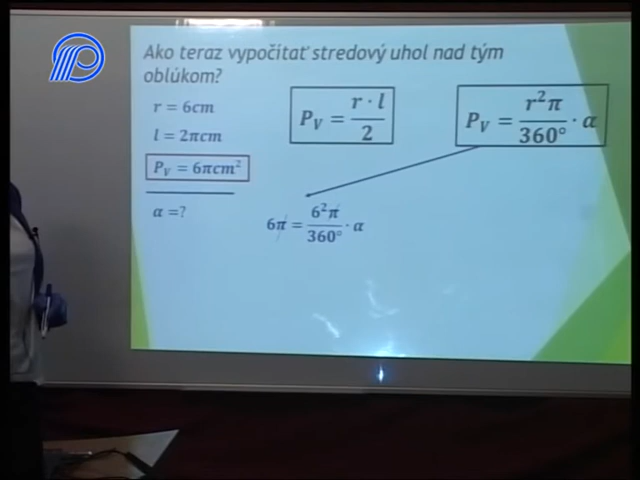 Ako teraz vypočítať stredový uhol nad tým
oblúkom?
r = 6cm
l = 2πcm
P_V = 6πcm²
α =?
P_V = r · l / 2
P_V = r²π / 360° · α
6π = 6²π / 360° · α